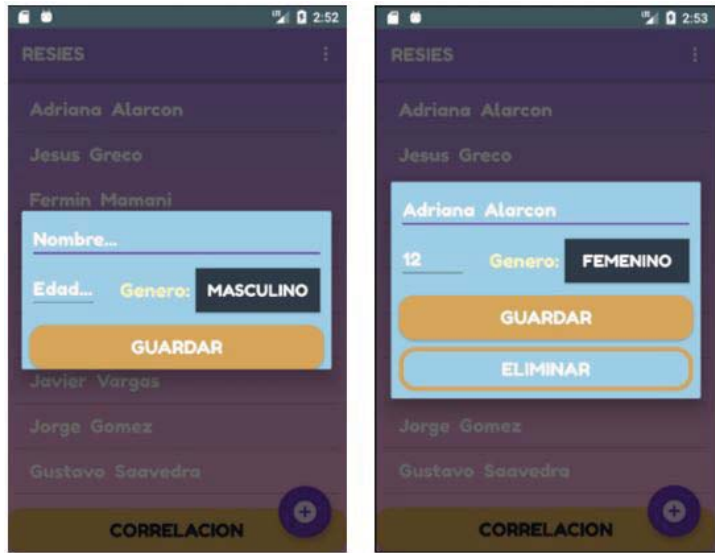 2:52
RESIES
Adriana Alarcon
Jesus Greco
Fermin Mamani
Nombre...
Edad... Genero: MASCULINO
GUARDAR
Javier Vargas
Jorge Gomez
Gustavo Saavedra
CORRELACION
2:53
RESIES
Adriana Alarcon
Jesus Greco
Adriana Alarcon
12 Genero: FEMENINO
GUARDAR
ELIMINAR
Jorge Gomez
Gustavo Saavedra
CORRELACION